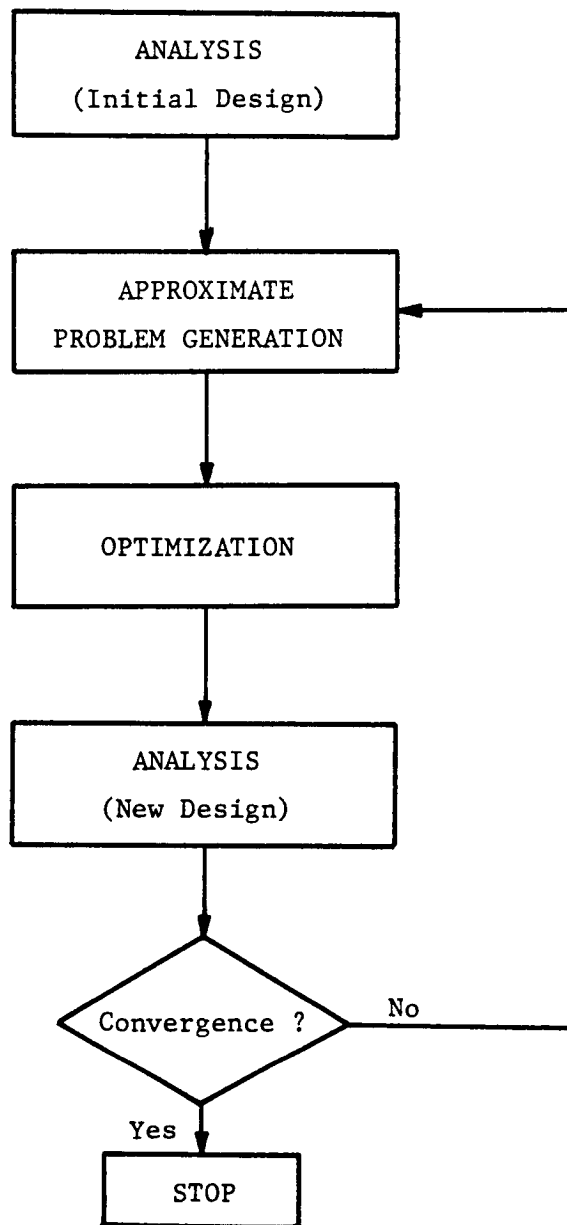 ANALYSIS
(Initial Design)
APPROXIMATE
PROBLEM GENERATION
OPTIMIZATION
ANALYSIS
(New Design)
Convergence ?
No
Yes
STOP